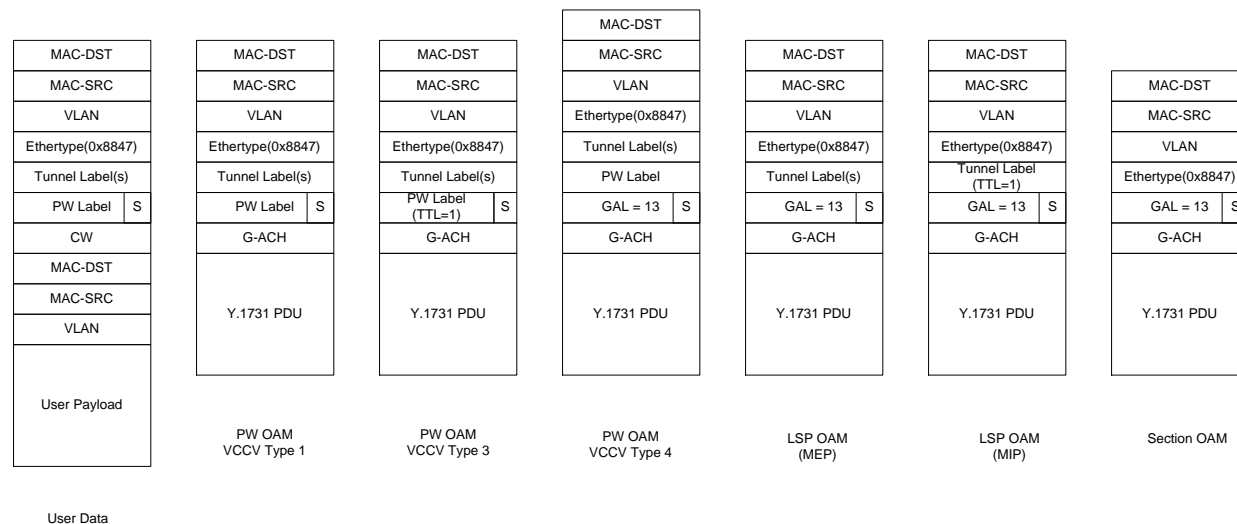 MAC-DST
MAC-SRC
VLAN
Ethertype(0x8847)
Tunnel Label(s)
PW Label S
CW
MAC-DST
MAC-SRC
VLAN
User Payload
User Data
MAC-DST
MAC-SRC
VLAN
Ethertype(0x8847)
Tunnel Label(s)
PW Label S
G-ACH
Y.1731 PDU
PW OAM
VCCV Type 1
MAC-DST
MAC-SRC
VLAN
Ethertype(0x8847)
Tunnel Label(s)
PW Label
(TTL=1) S
G-ACH
Y.1731 PDU
PW OAM
VCCV Type 3
MAC-DST
MAC-SRC
VLAN
Ethertype(0x8847)
Tunnel Label(s)
PW Label
GAL = 13 S
G-ACH
Y.1731 PDU
PW OAM
VCCV Type 4
MAC-DST
MAC-SRC
VLAN
Ethertype(0x8847)
Tunnel Label(s)
GAL = 13 S
G-ACH
Y.1731 PDU
LSP OAM
(MEP)
MAC-DST
MAC-SRC
VLAN
Ethertype(0x8847)
Tunnel Label
(TTL=1)
GAL = 13 S
G-ACH
Y.1731 PDU
LSP OAM
(MIP)
MAC-DST
MAC-SRC
VLAN
Ethertype(0x8847)
GAL = 13 S
G-ACH
Y.1731 PDU
Section OAM